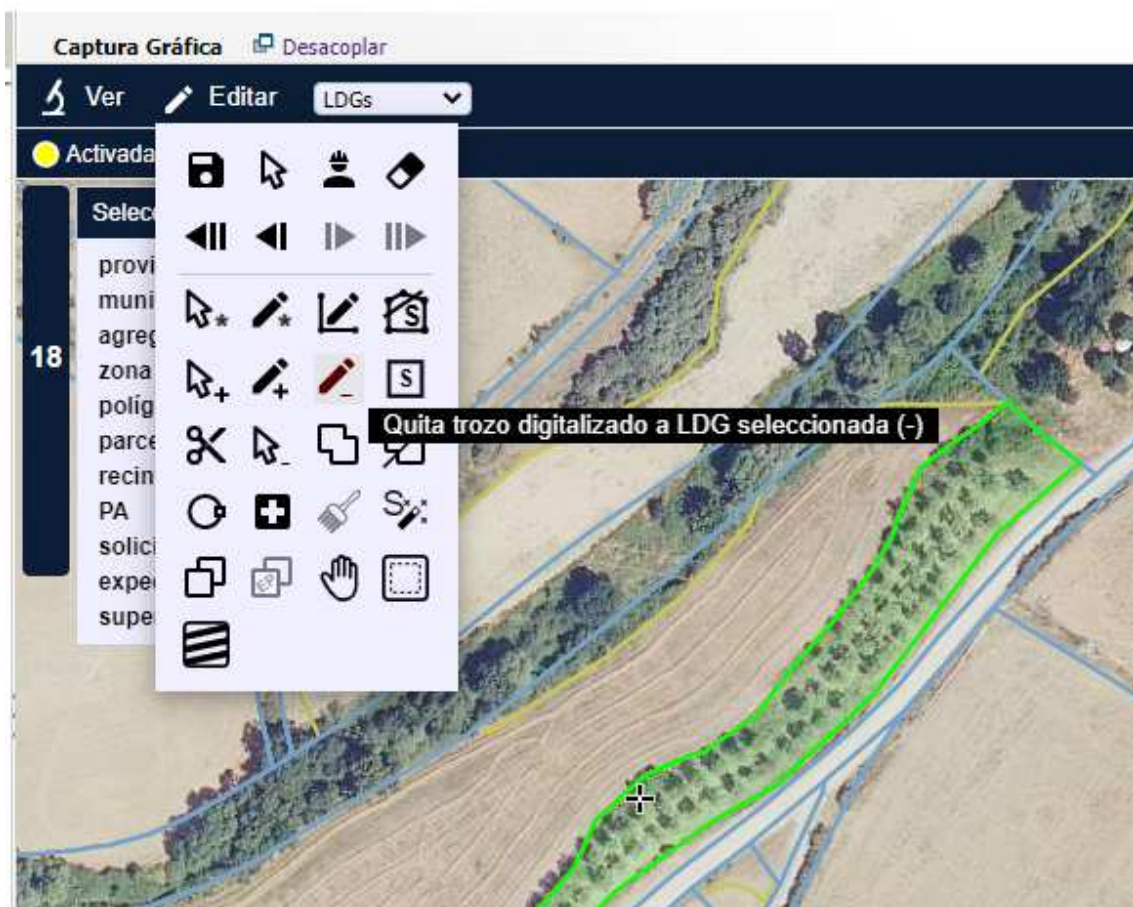 Captura Gráfica Desacoplar
Ver Editar LDGs
Activada
Selec
provi
muni
agreg
18
zona
Quita trozo digitalizado a LDG seleccionada (-)
políg
parce
recin
PA
solici
expe
supe